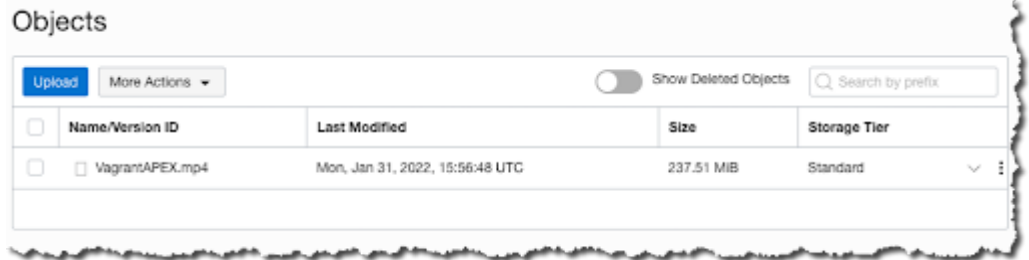 Objects
Upload More Actions Show Deleted Objects Search by prefix
Name/Version ID Last Modified Size Storage Tier
VagrantAPEX.mp4 Mon, Jan 31, 2022, 15:56:48 UTC 237.51 MiB Standard